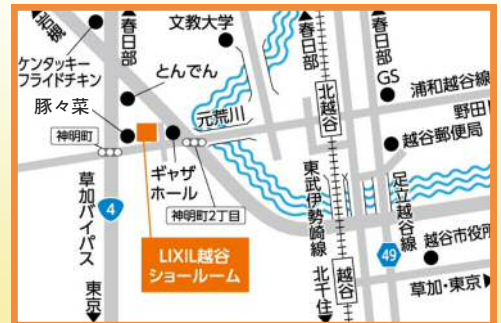 岩槻
春日部
文教大学
春日部
春日部
ケンタッキー
フライドチキン
とんでん
GS
浦和越谷線
豚々菜
元荒川
北越谷
野田
神明町
越谷郵便局
ギャザ
ホール
草加バイパス
4
神明町2丁目
東武伊勢崎線
足立越谷線
LIXIL越谷
ショールーム
49
越谷市役所
越谷
東京
北千住
草加・東京